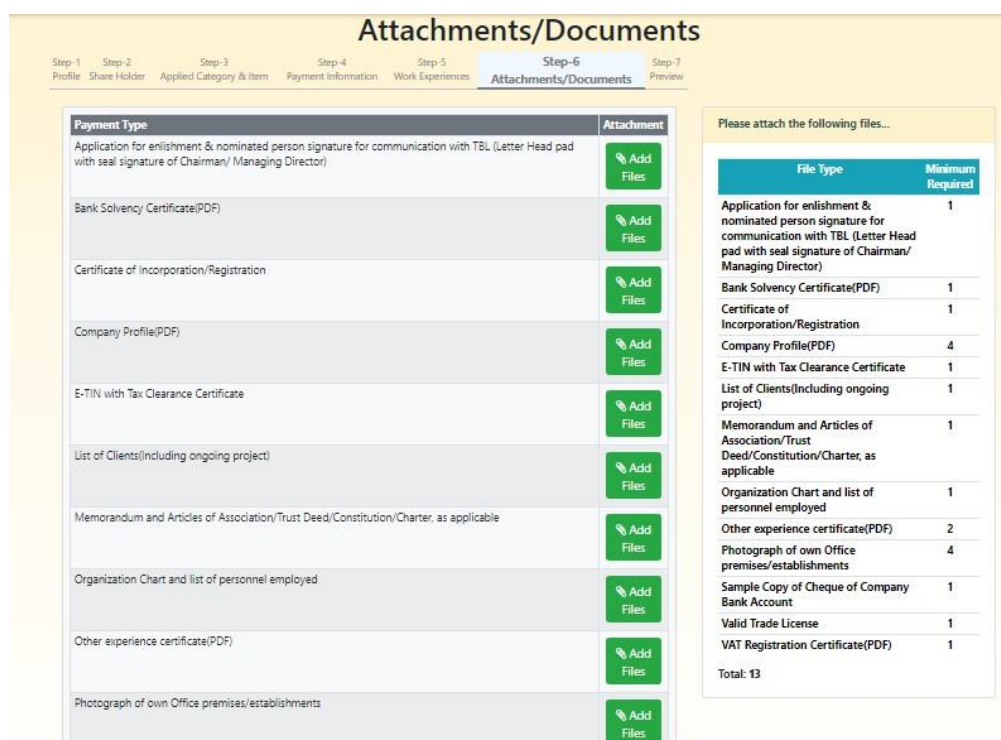 Attachments/Documents
Step-1 Step-2 Step-3 Step-4 Step-5 Step-6 Step-7
Profile Share Holder Applied Category & Item Payment Information Work Experiences Attachments/Documents Preview
Payment Type Attachment
Application for enlishment & nominated person signature for communication with TBL (Letter Head pad
with seal signature of Chairman/ Managing Director)
Add
Files
Bank Solvency Certificate(PDF)
Add
Files
Certificate of Incorporation/Registration
Add
Files
Company Profile(PDF)
Add
Files
E-TIN with Tax Clearance Certificate
Add
Files
List of Clients(Including ongoing project)
Add
Files
Memorandum and Articles of Association/Trust Deed/Constitution/Charter, as applicable
Add
Files
Organization Chart and list of personnel employed
Add
Files
Other experience certificate(PDF)
Add
Files
Photograph of own Office premises/establishments
Add
Files
Please attach the following files...
File Type Minimum
Required
Application for enlishment & 1
nominated person signature for
communication with TBL (Letter Head
pad with seal signature of Chairman/
Managing Director)
Bank Solvency Certificate(PDF) 1
Certificate of 1
Incorporation/Registration
Company Profile(PDF) 4
E-TIN with Tax Clearance Certificate 1
List of Clients(Including ongoing 1
project)
Memorandum and Articles of 1
Association/Trust
Deed/Constitution/Charter, as
applicable
Organization Chart and list of 1
personnel employed
Other experience certificate(PDF) 2
Photograph of own Office 4
premises/establishments
Sample Copy of Cheque of Company 1
Bank Account
Valid Trade License 1
VAT Registration Certificate(PDF) 1
Total: 13